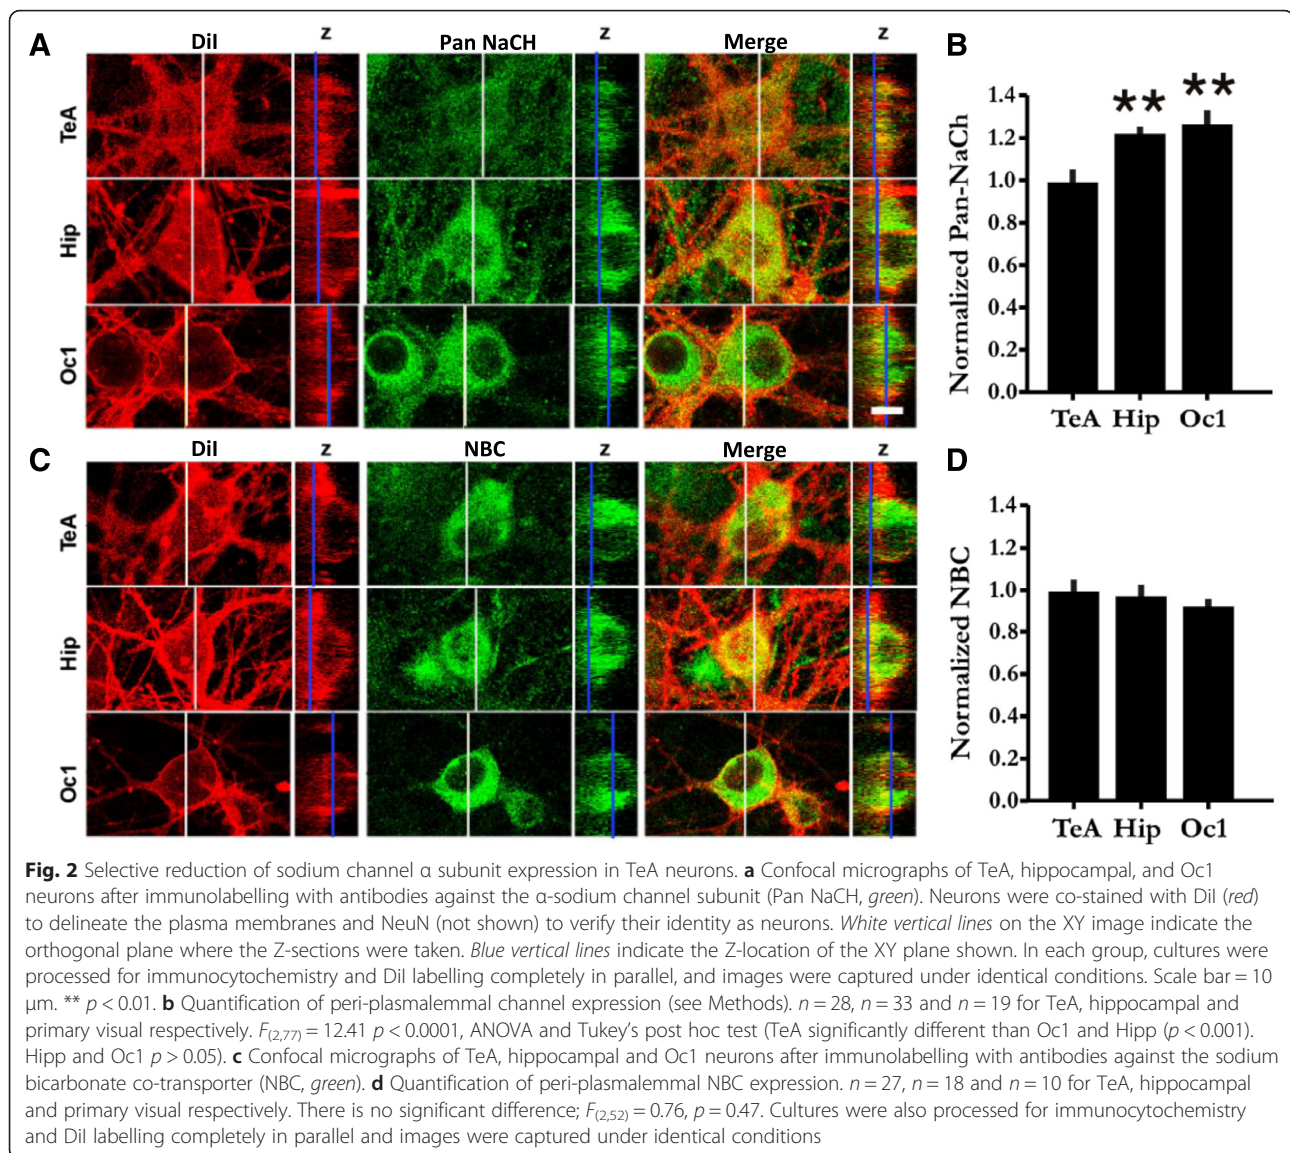 A
DiI
z
Pan NaCH
z
Merge
z
TeA
Hip
Oc1
B
**
**
Normalized Pan-NaCh
1.4
1.2
1.0
0.8
0.6
0.4
0.2
0.0
TeA Hip Oc1
C
DiI
z
NBC
z
Merge
z
TeA
Hip
Oc1
D
Normalized NBC
1.4
1.2
1.0
0.8
0.6
0.4
0.2
0.0
TeA Hip Oc1
Fig. 2 Selective reduction of sodium channel α subunit expression in TeA neurons. a Confocal micrographs of TeA, hippocampal, and Oc1
neurons after immunolabelling with antibodies against the α-sodium channel subunit (Pan NaCH, green). Neurons were co-stained with DiI (red)
to delineate the plasma membranes and NeuN (not shown) to verify their identity as neurons. White vertical lines on the XY image indicate the
orthogonal plane where the Z-sections were taken. Blue vertical lines indicate the Z-location of the XY plane shown. In each group, cultures were
processed for immunocytochemistry and DiI labelling completely in parallel, and images were captured under identical conditions. Scale bar = 10
μm. ** p < 0.01. b Quantification of peri-plasmalemmal channel expression (see Methods). n = 28, n = 33 and n = 19 for TeA, hippocampal and
primary visual respectively. F(2,77) = 12.41 p < 0.0001, ANOVA and Tukey's post hoc test (TeA significantly different than Oc1 and Hipp (p < 0.001).
Hipp and Oc1 p > 0.05). c Confocal micrographs of TeA, hippocampal and Oc1 neurons after immunolabelling with antibodies against the sodium
bicarbonate co-transporter (NBC, green). d Quantification of peri-plasmalemmal NBC expression. n = 27, n = 18 and n = 10 for TeA, hippocampal
and primary visual respectively. There is no significant difference; F(2,52) = 0.76, p = 0.47. Cultures were also processed for immunocytochemistry
and DiI labelling completely in parallel and images were captured under identical conditions